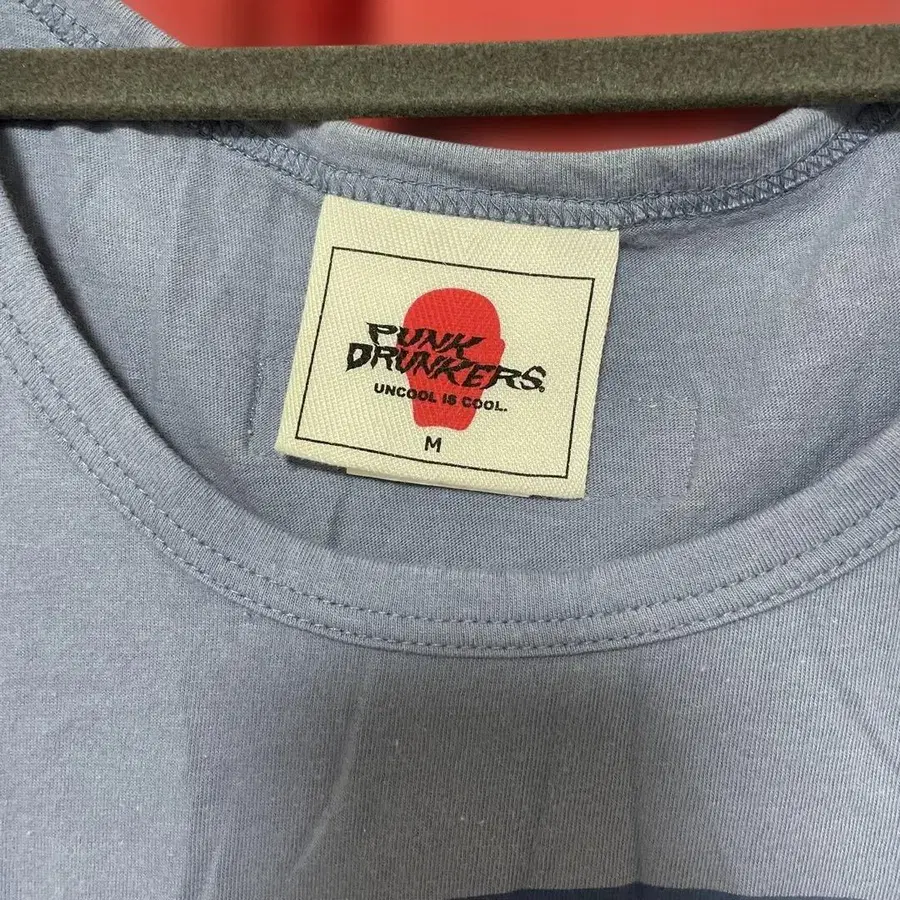 PUNK
DRUNKERS.
UNCOOL IS COOL.
M